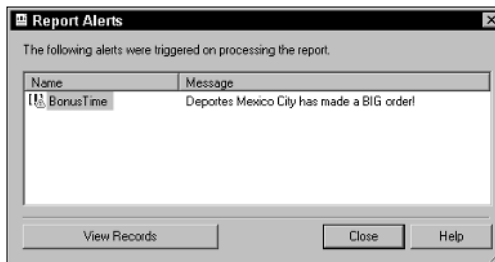 Report Alerts
The following alerts were triggered on processing the report.
Name Message
BonusTime Deportes Mexico City has made a BIG order!
View Records Close Help